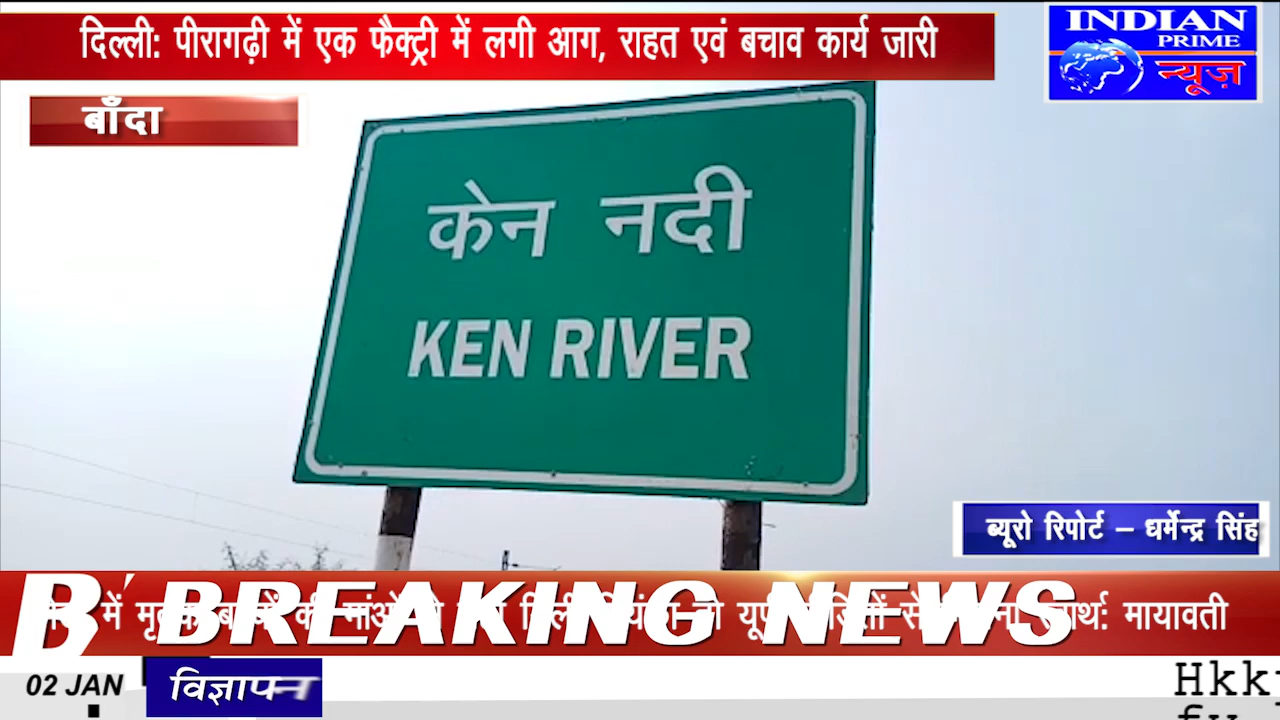 दिल्ली: पीरागढ़ी में एक फैक्ट्री में लगी आग, राहत एवं बचाव कार्य जारी
INDIAN
PRIME
न्यूज़
बाँदा
केन नदी
KEN RIVER
ब्यूरो रिपोर्ट – धर्मेन्द्र सिंह
BREAKING NEWS
में की मांओं से मायावती
02 JAN
विज्ञापन